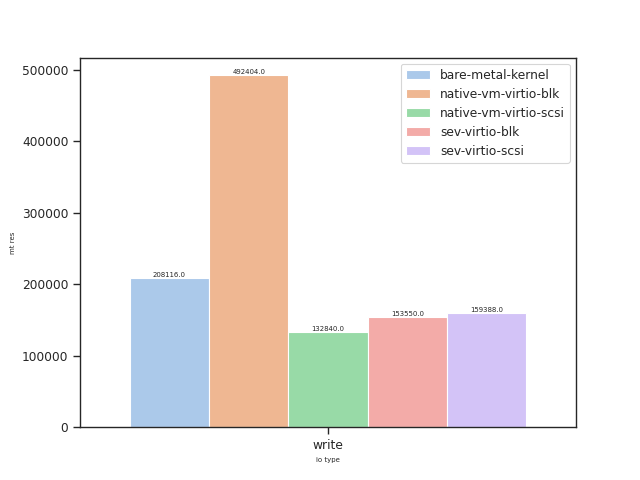 492404.0
500000
bare-metal-kernel
native-vm-virtio-blk
native-vm-virtio-scsi
sev-virtio-blk
sev-virtio-scsi
400000
300000
208116.0
200000
159388.0
153550.0
132840.0
100000
0
mt res
write
io type